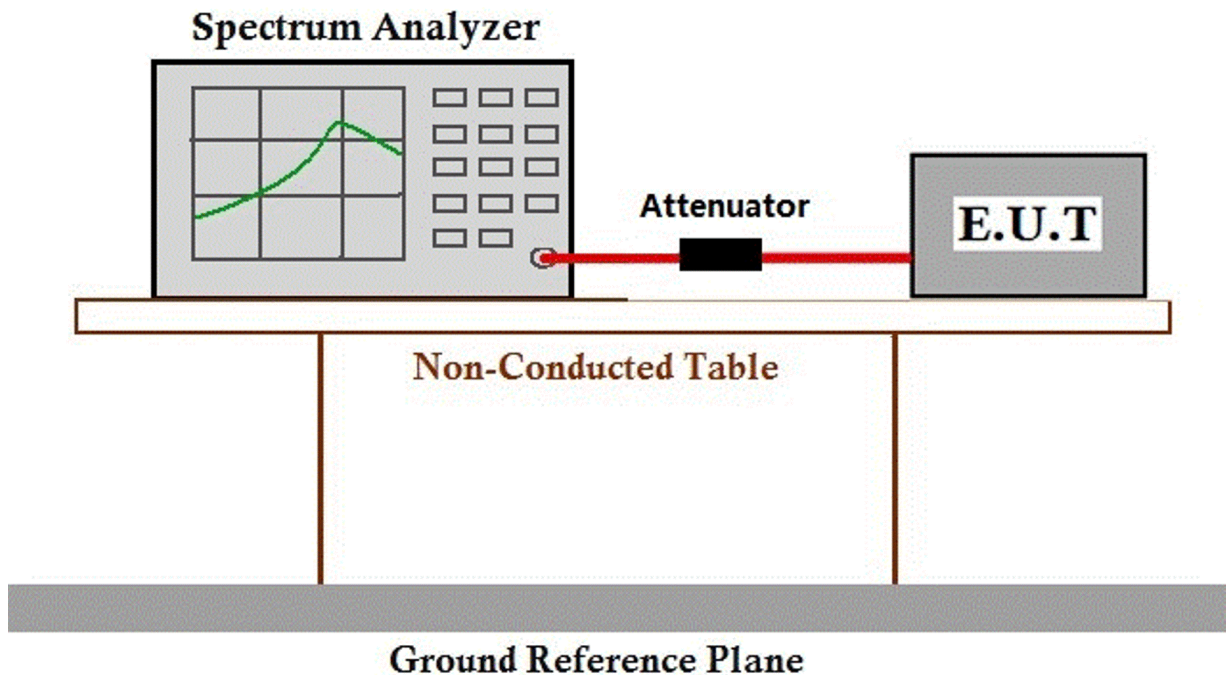 Spectrum Analyzer
Attenuator
E.U.T
Non-Conducted Table
Ground Reference Plane